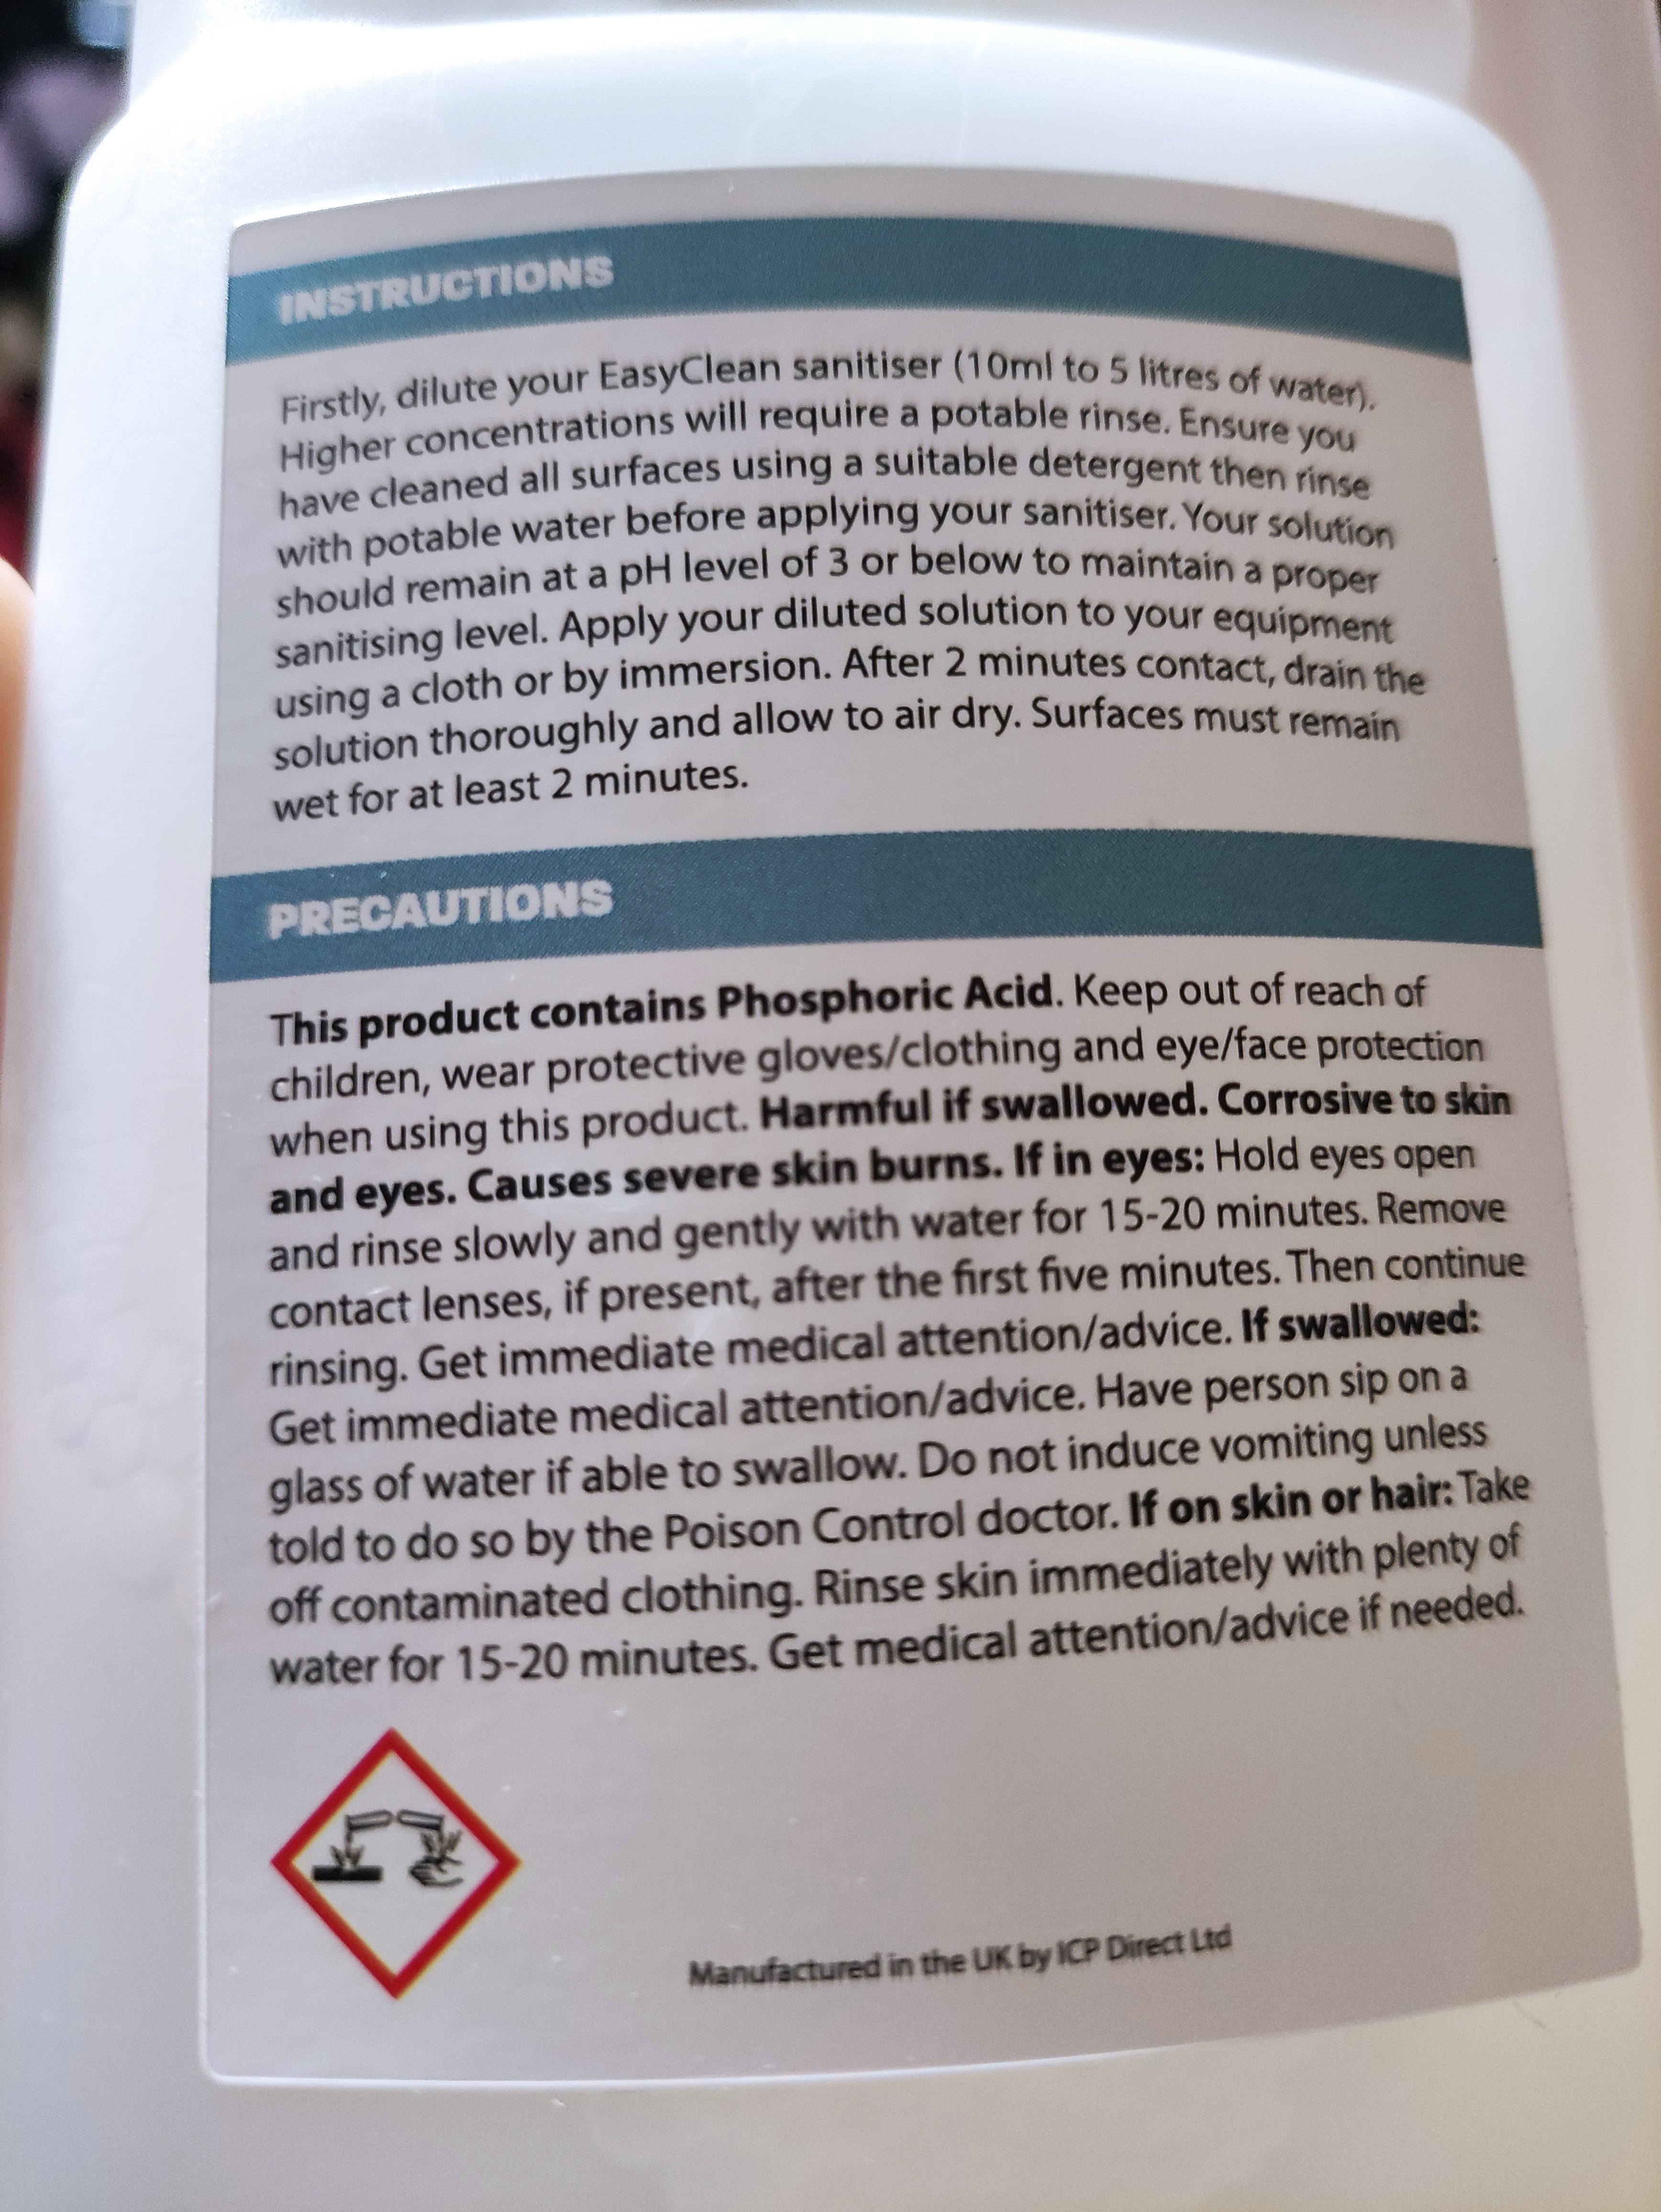 INSTRUCTIONS
Firstly, dilute your EasyClean sanitiser (10ml to 5 litres of water).
Higher concentrations will require a potable rinse. Ensure you
have cleaned all surfaces using a suitable detergent then rinse
with potable water before applying your sanitiser. Your solution
should remain at a pH level of 3 or below to maintain a proper
sanitising level. Apply your diluted solution to your equipment
using a cloth or by immersion. After 2 minutes contact, drain the
solution thoroughly and allow to air dry. Surfaces must remain
wet for at least 2 minutes.
PRECAUTIONS
This product contains Phosphoric Acid. Keep out of reach of
children, wear protective gloves/clothing and eye/face protection
when using this product. Harmful if swallowed. Corrosive to skin
and eyes. Causes severe skin burns. If in eyes: Hold eyes open
and rinse slowly and gently with water for 15-20 minutes. Remove
contact lenses, if present, after the first five minutes. Then continue
rinsing. Get immediate medical attention/advice. If swallowed:
Get immediate medical attention/advice. Have person sip on a
glass of water if able to swallow. Do not induce vomiting unless
told to do so by the Poison Control doctor. If on skin or hair: Take
off contaminated clothing. Rinse skin immediately with plenty of
water for 15-20 minutes. Get medical attention/advice if needed.
Manufactured in the UK by ICP Direct Ltd